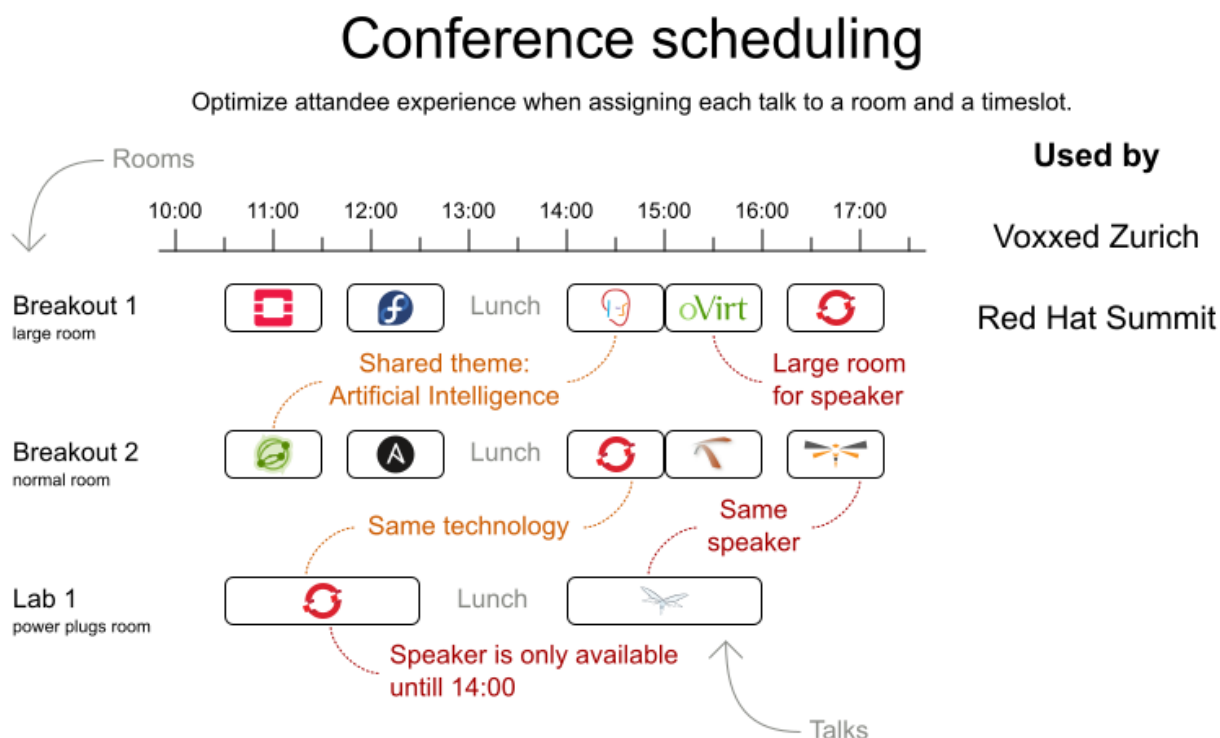 Conference scheduling
Optimize attandee experience when assigning each talk to a room and a timeslot.
Rooms
Used by
10:00 11:00 12:00 13:00 14:00 15:00 16:00 17:00
Voxxed Zurich
Red Hat Summit
Breakout 1
large room
Lunch
oVirt
Shared theme:
Artificial Intelligence
Large room
for speaker
Breakout 2
normal room
A
Lunch
Same technology
Same
speaker
Lab 1
power plugs room
Lunch
Speaker is only available
untill 14:00
Talks